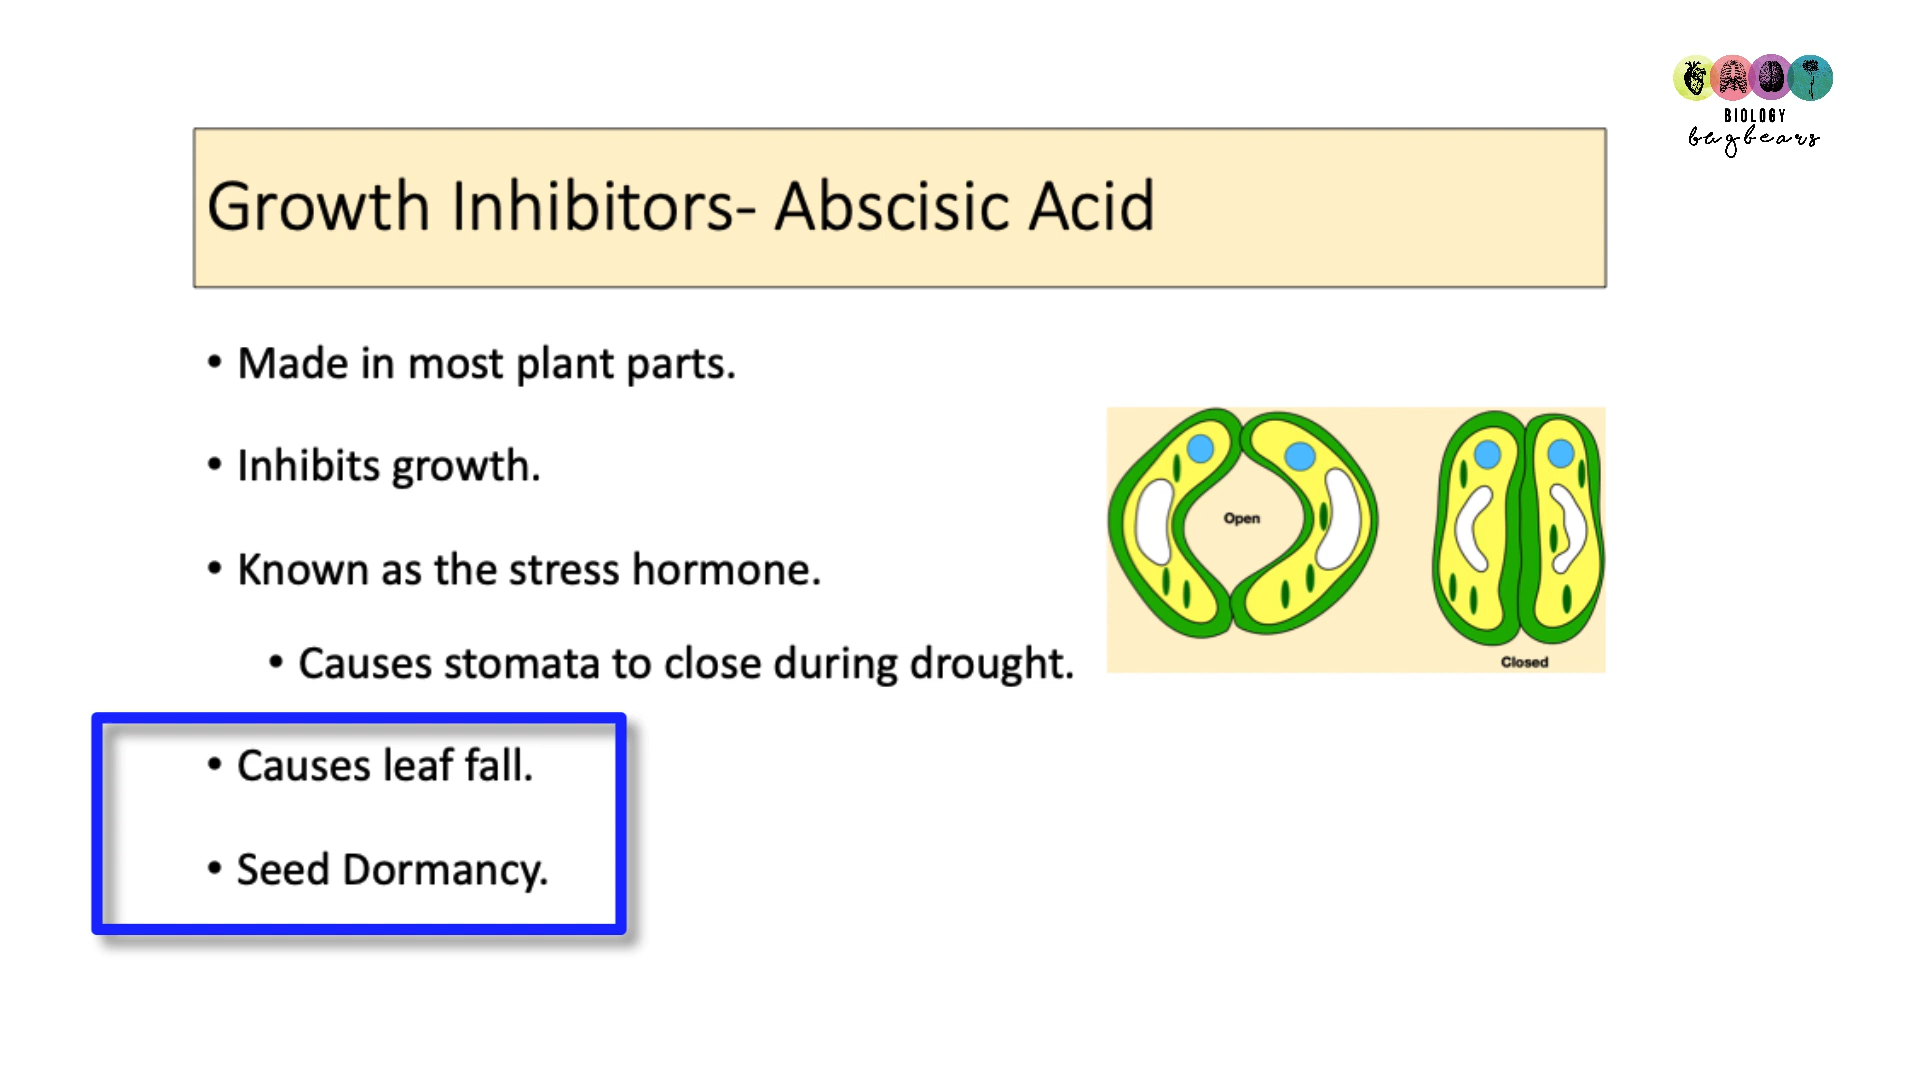 BIOLOGY
bugbears
Growth Inhibitors- Abscisic Acid
• Made in most plant parts.
• Inhibits growth.
• Known as the stress hormone.
• Causes stomata to close during drought.
• Causes leaf fall.
• Seed Dormancy.
Open
Closed